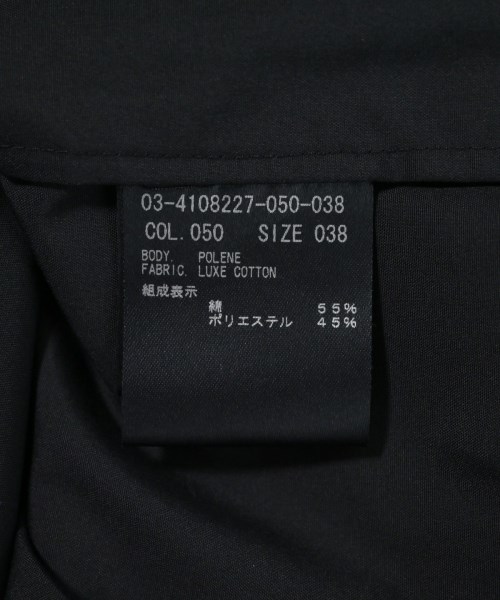 03-4108227-050-038
COL. 050 SIZE 038
BODY. POLENE
FABRIC. LUXE COTTON
組成表示
綿 55%
ポリエステル 45%